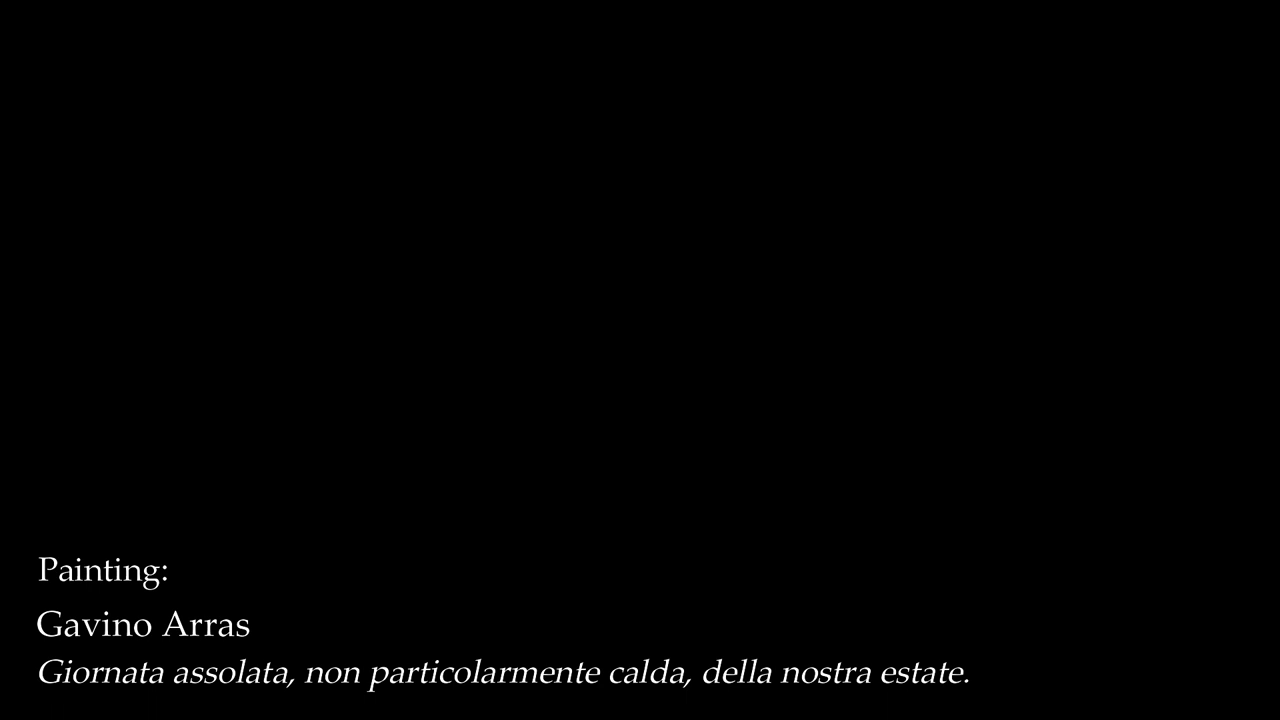 Painting:
Gavino Arras
Giornata assolata, non particolarmente calda, della nostra estate.